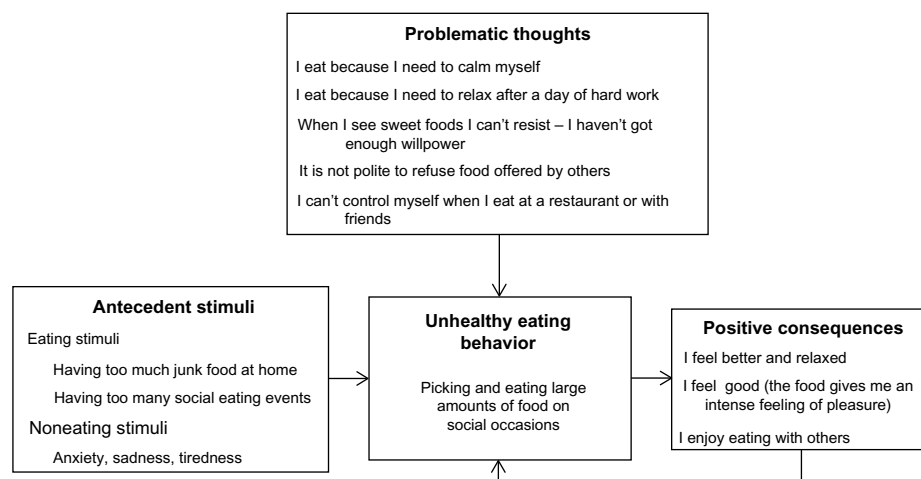 Problematic thoughts
I eat because I need to calm myself
I eat because I need to relax after a day of hard work
When I see sweet foods I can’t resist – I haven’t got
enough willpower
It is not polite to refuse food offered by others
I can’t control myself when I eat at a restaurant or with
friends
Antecedent stimuli
Eating stimuli
Having too much junk food at home
Having too many social eating events
Noneating stimuli
Anxiety, sadness, tiredness
Unhealthy eating
behavior
Picking and eating large
amounts of food on
social occasions
Positive consequences
I feel better and relaxed
I feel good (the food gives me an
intense feeling of pleasure)
I enjoy eating with others